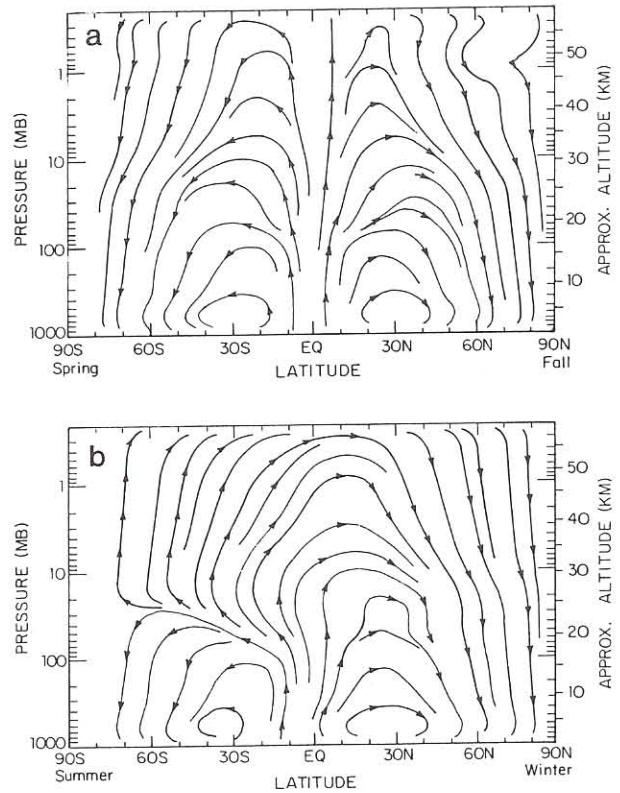 a
PRESSURE (MB)
1
10
100
1000
50
40
30
20
10
APPROX. ALTITUDE (KM)
90S 60S 30S EQ 30N 60N 90N
Spring LATITUDE Fall
b
PRESSURE (MB)
1
10
100
1000
50
40
30
20
10
APPROX. ALTITUDE (KM)
90S 60S 30S EQ 30N 60N 90N
Summer LATITUDE Winter